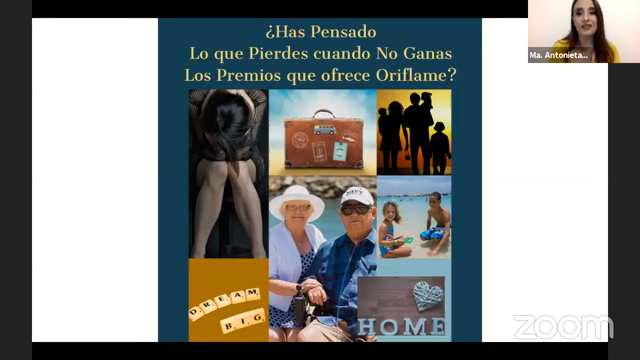 ¿Has Pensado
Lo que Pierdes cuando No Ganas
Los Premios que ofrece Oriflame?
Ma. Antonieta...
DREAM
BIG
HOME
zoom